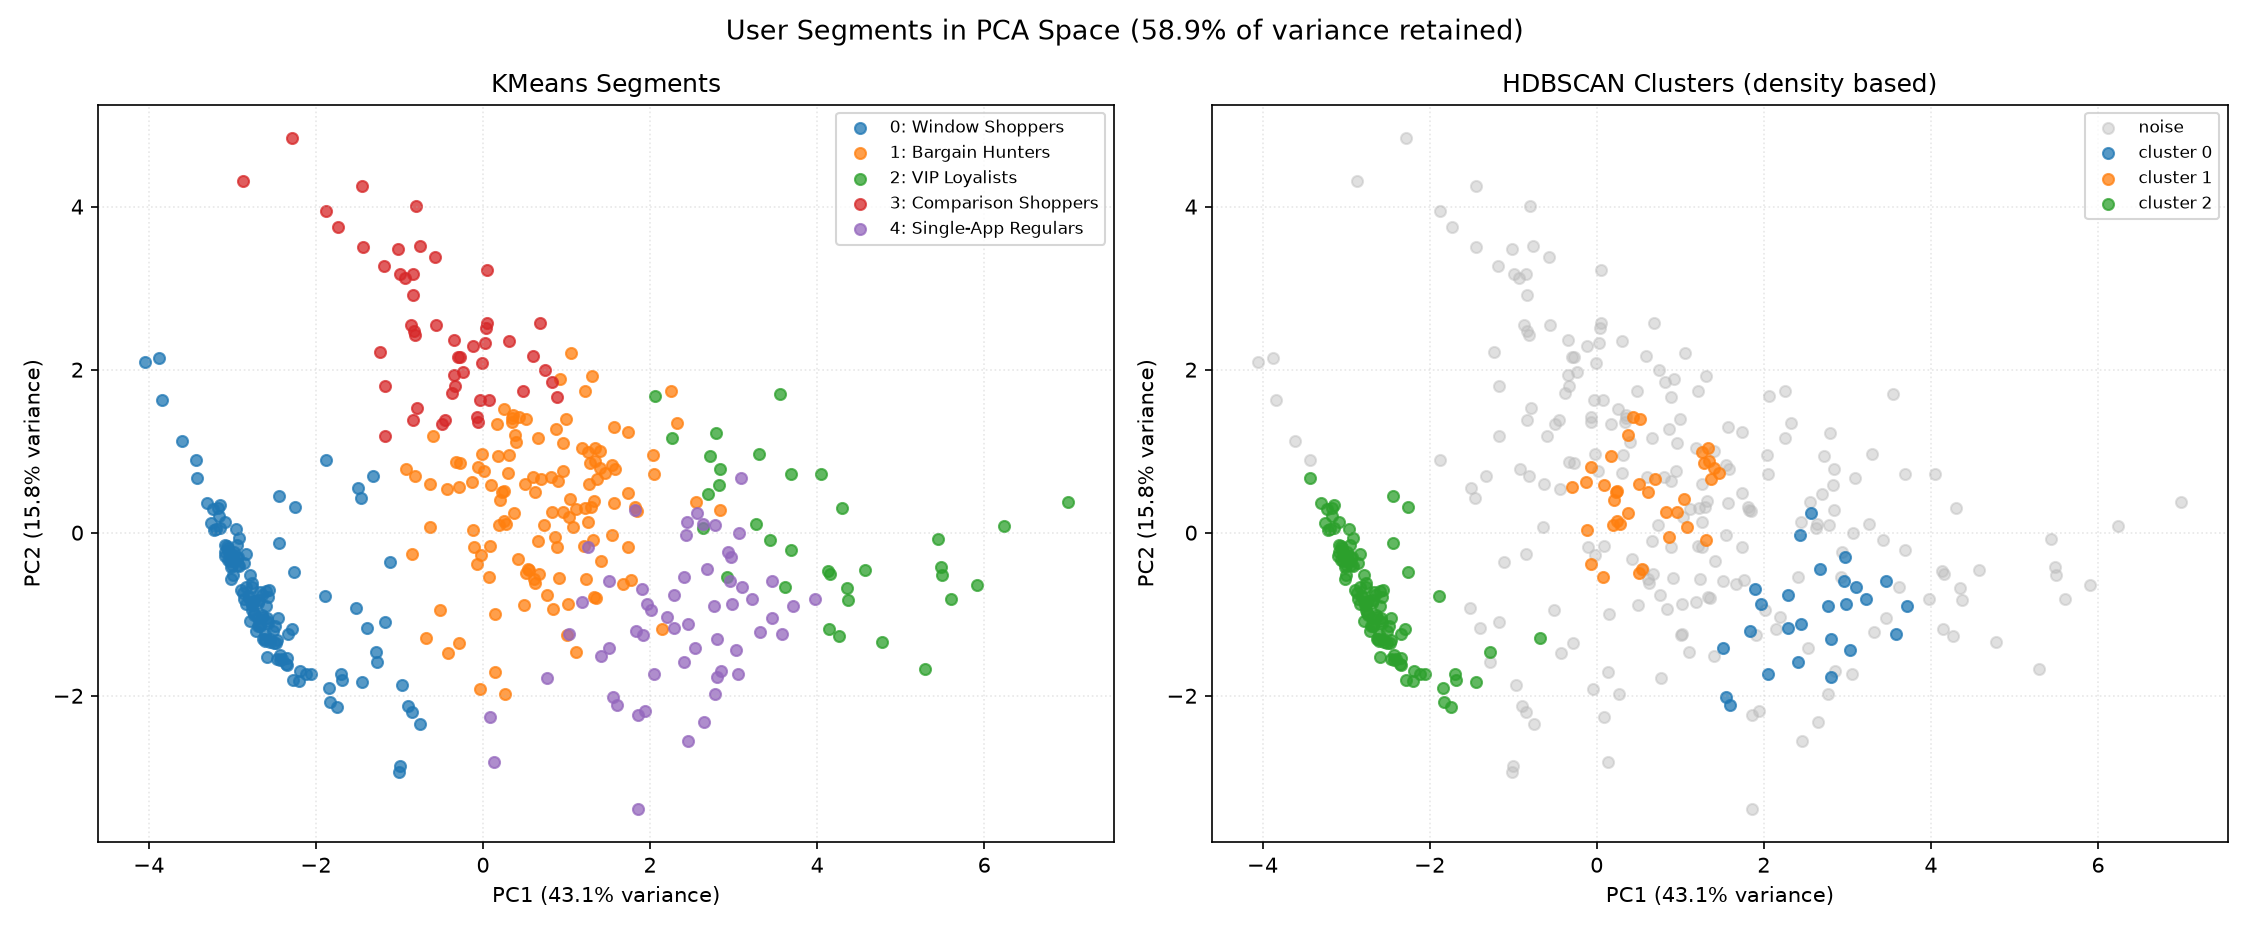 User Segments in PCA Space (58.9% of variance retained)
KMeans Segments
0: Window Shoppers
1: Bargain Hunters
2: VIP Loyalists
3: Comparison Shoppers
4: Single-App Regulars
4
2
0
−2
PC2 (15.8% variance)
−4
−2
0
2
4
6
PC1 (43.1% variance)
HDBSCAN Clusters (density based)
noise
cluster 0
cluster 1
cluster 2
4
2
0
−2
PC2 (15.8% variance)
−4
−2
0
2
4
6
PC1 (43.1% variance)